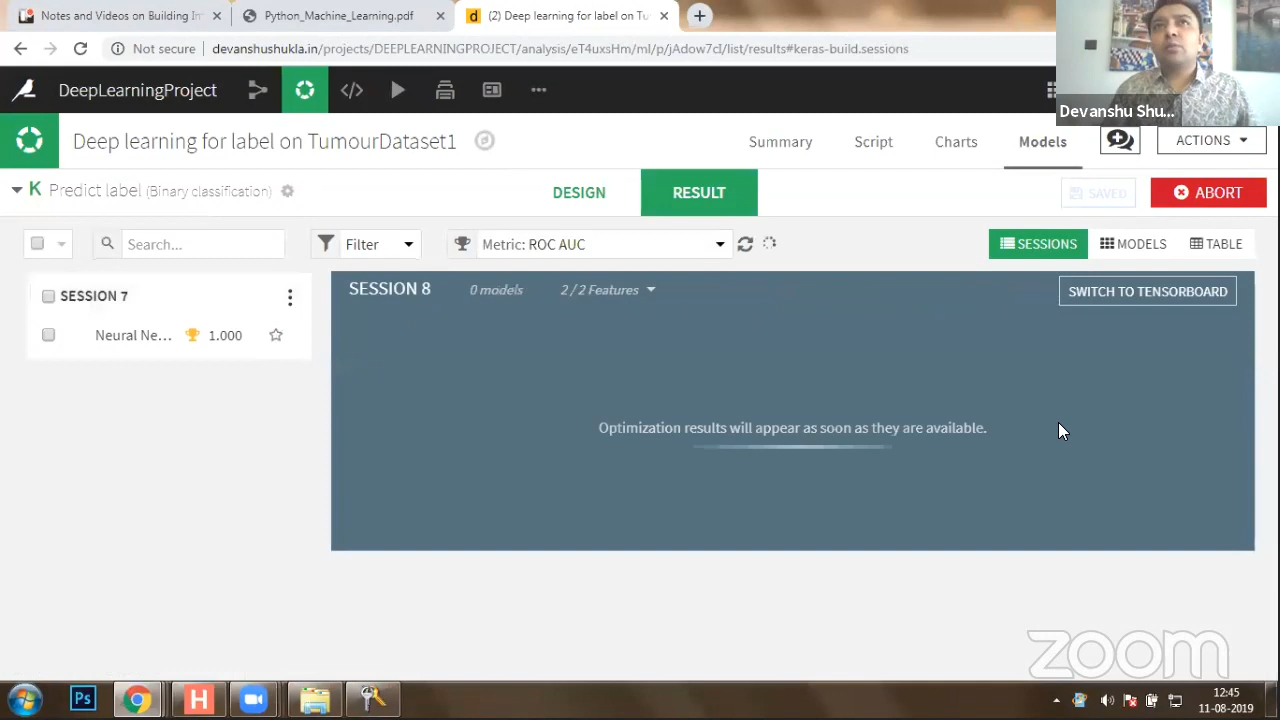 Notes and Videos on Building Im
Python_Machine_Learning.pdf
(2) Deep learning for label on Tu
Not secure
devanshushukla.in/projects/DEEPLEARNINGPROJECT/analysis/eT4uxsHm/ml/p/jAdow7cl/list/results#keras-build.sessions
DeepLearningProject
Devanshu Shu...
Deep learning for label on TumourDataset1
Summary
Script
Charts
Models
ACTIONS
K Predict label (Binary classification)
DESIGN
RESULT
SAVED
ABORT
Search...
Filter
Metric: ROC AUC
SESSIONS
MODELS
TABLE
SESSION 7
Neural Ne... 1.000
SESSION 8
0 models
2 / 2 Features
SWITCH TO TENSORBOARD
Optimization results will appear as soon as they are available.
zoom
Ps
H
12:45
11-08-2019